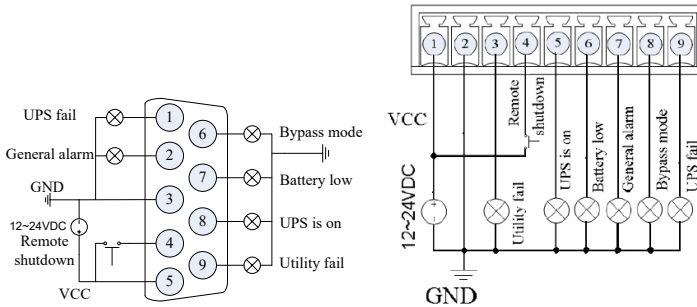 UPS fail
General alarm
GND
12~24VDC
Remote
shutdown
VCC
1
2
3
4
5
6
7
8
9
Bypass mode
Battery low
UPS is on
Utility fail
1 2 3 4 5 6 7 8 9
VCC
12~24VDC
Utility fail
Remote
shutdown
UPS is on
Battery low
General alarm
Bypass mode
UPS fail
GND